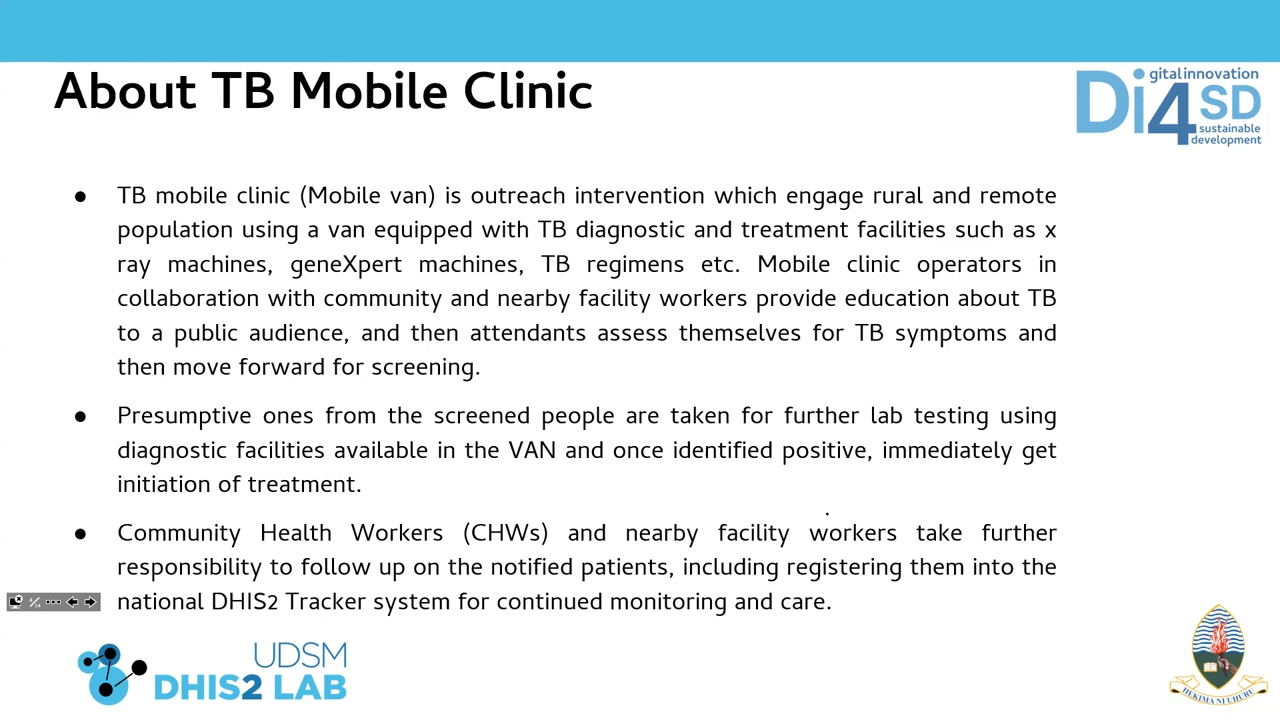 About TB Mobile Clinic
Di4SD
gital innovation
sustainable
development
● TB mobile clinic (Mobile van) is outreach intervention which engage rural and remote
population using a van equipped with TB diagnostic and treatment facilities such as x
ray machines, geneXpert machines, TB regimens etc. Mobile clinic operators in
collaboration with community and nearby facility workers provide education about TB
to a public audience, and then attendants assess themselves for TB symptoms and
then move forward for screening.
● Presumptive ones from the screened people are taken for further lab testing using
diagnostic facilities available in the VAN and once identified positive, immediately get
initiation of treatment.
● Community Health Workers (CHWs) and nearby facility workers take further
responsibility to follow up on the notified patients, including registering them into the
national DHIS2 Tracker system for continued monitoring and care.
UDSM
DHIS2 LAB
HEKIMA NI UHURU